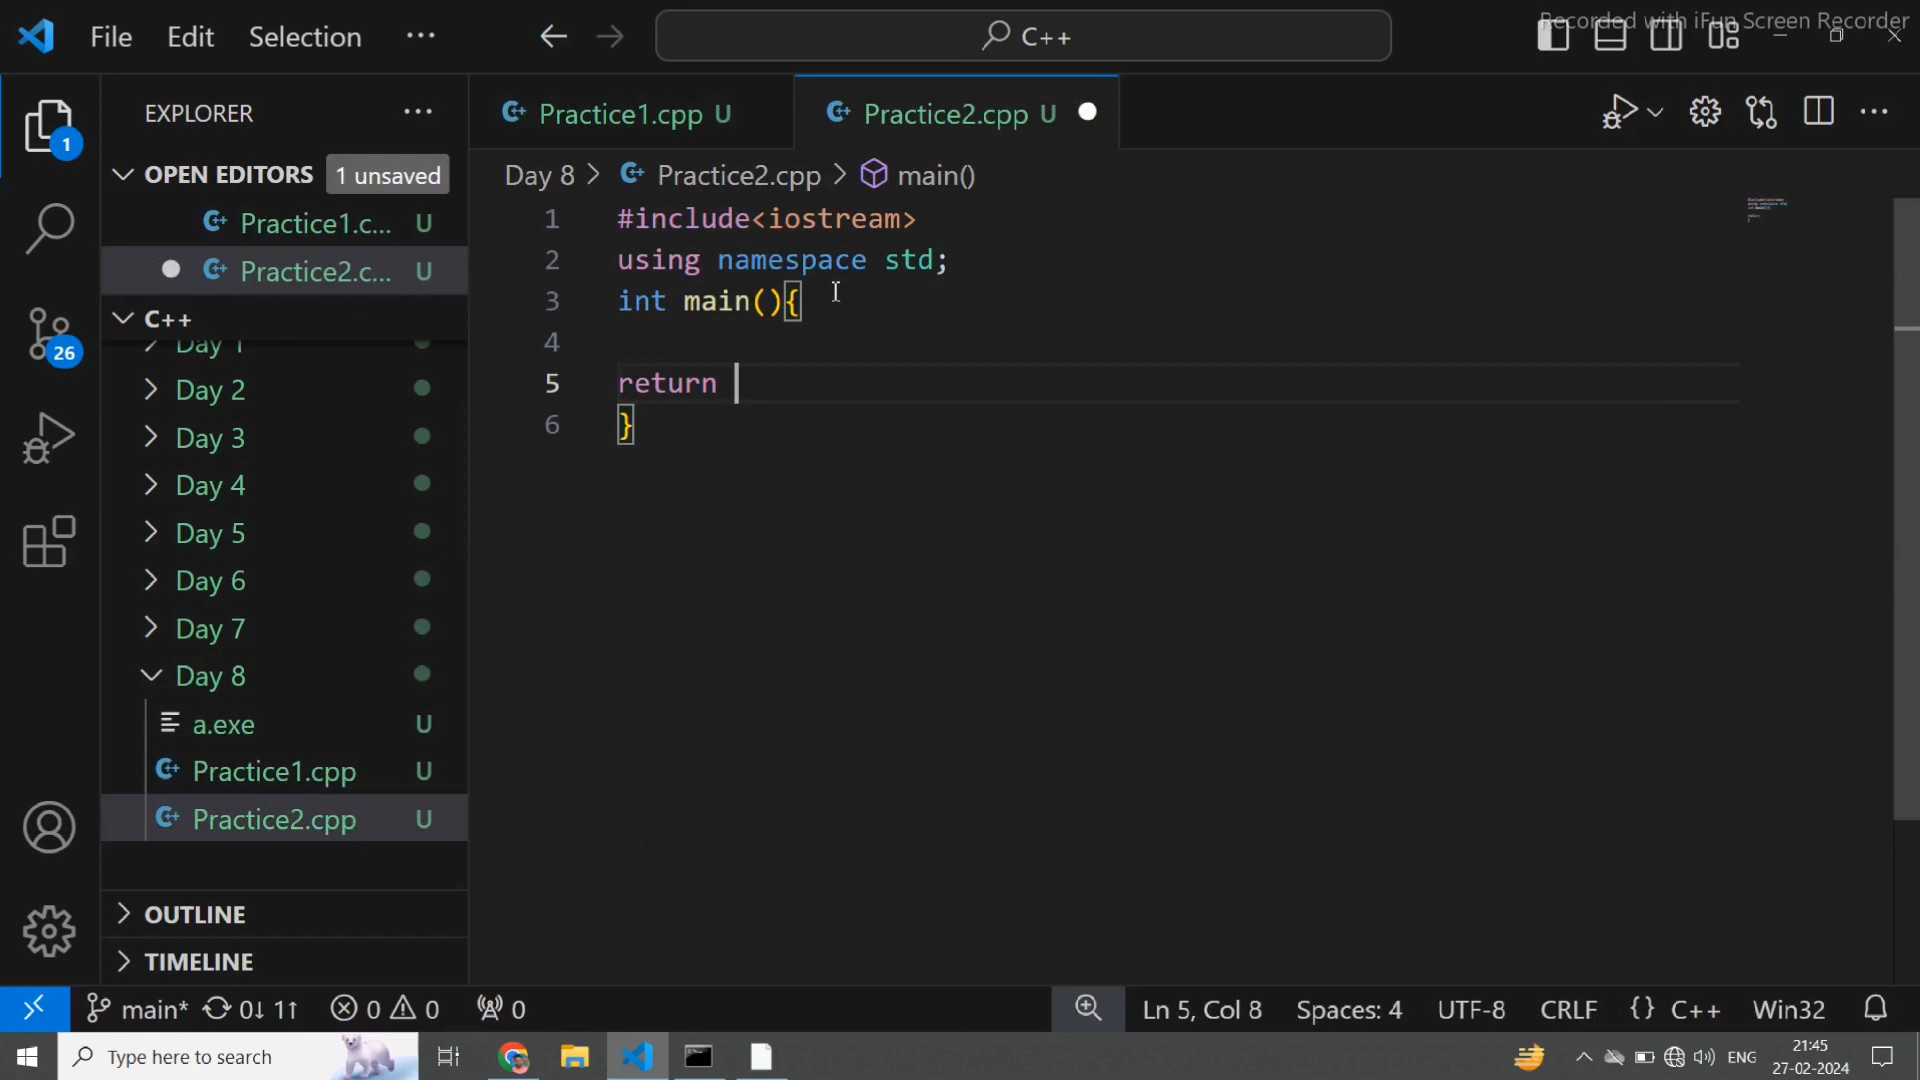 Recorded with iFun Screen Recorder
File Edit Selection ··· C++
EXPLORER ···
Practice1.cpp U Practice2.cpp U
OPEN EDITORS 1 unsaved
Practice1.c... U
Practice2.c... U
C++
Day 1
Day 2
Day 3
Day 4
Day 5
Day 6
Day 7
Day 8
a.exe U
Practice1.cpp U
Practice2.cpp U
OUTLINE
TIMELINE
1
26
Day 8 > Practice2.cpp > main()
1 #include<iostream>
2 using namespace std;
3 int main(){
4
5 return
6 }
main* 0↓ 1↑ 0 0 0 Ln 5, Col 8 Spaces: 4 UTF-8 CRLF {} C++ Win32
Type here to search ENG 21:45
27-02-2024